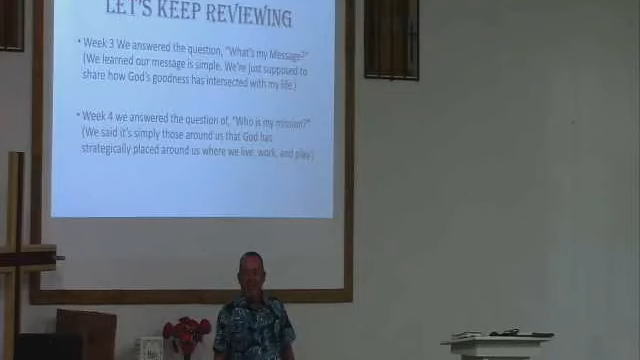 LET'S KEEP REVIEWING
• Week 3 We answered the question, "What's my Message?"
(We learned our message is simple. We're just supposed to
share how God's goodness has intersected with my life.)
• Week 4 we answered the question of, "Who is my mission?"
(We said it's simply those around us that God has
strategically placed around us where we live, work, and play)